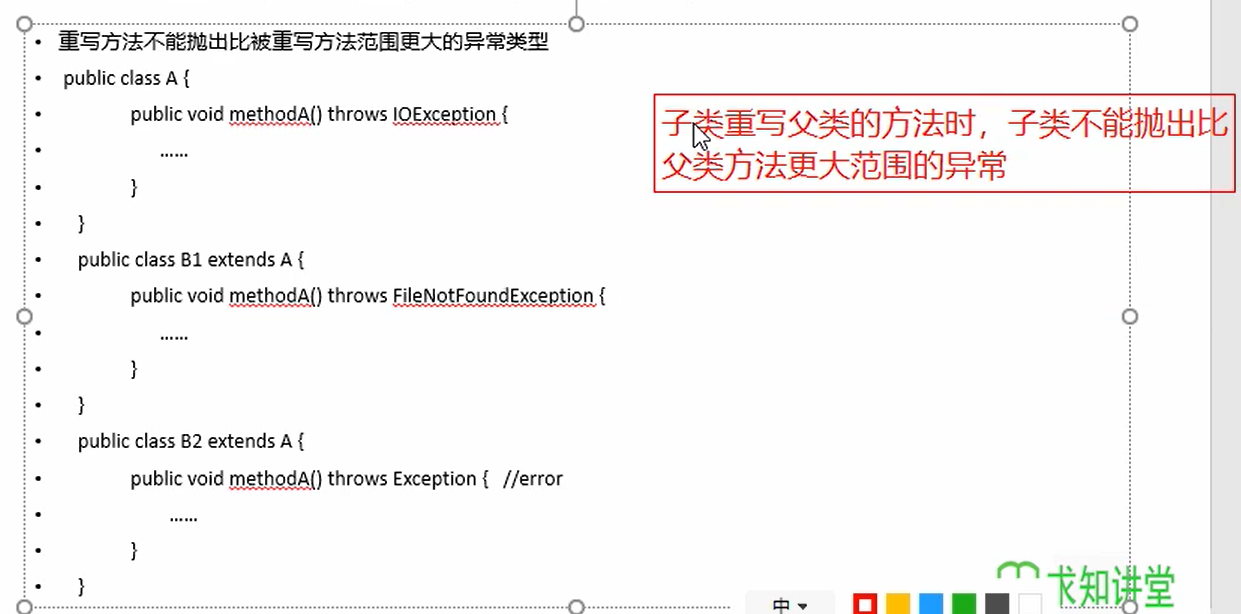 • 重写方法不能抛出比被重写方法范围更大的异常类型
• public class A {
• public void methodA() throws IOException {
• ……
• }
• }
• public class B1 extends A {
• public void methodA() throws FileNotFoundException {
• ……
• }
• }
• public class B2 extends A {
• public void methodA() throws Exception { //error
• ……
• }
• }
子类重写父类的方法时，子类不能抛出比
父类方法更大范围的异常
戈知讲堂
中